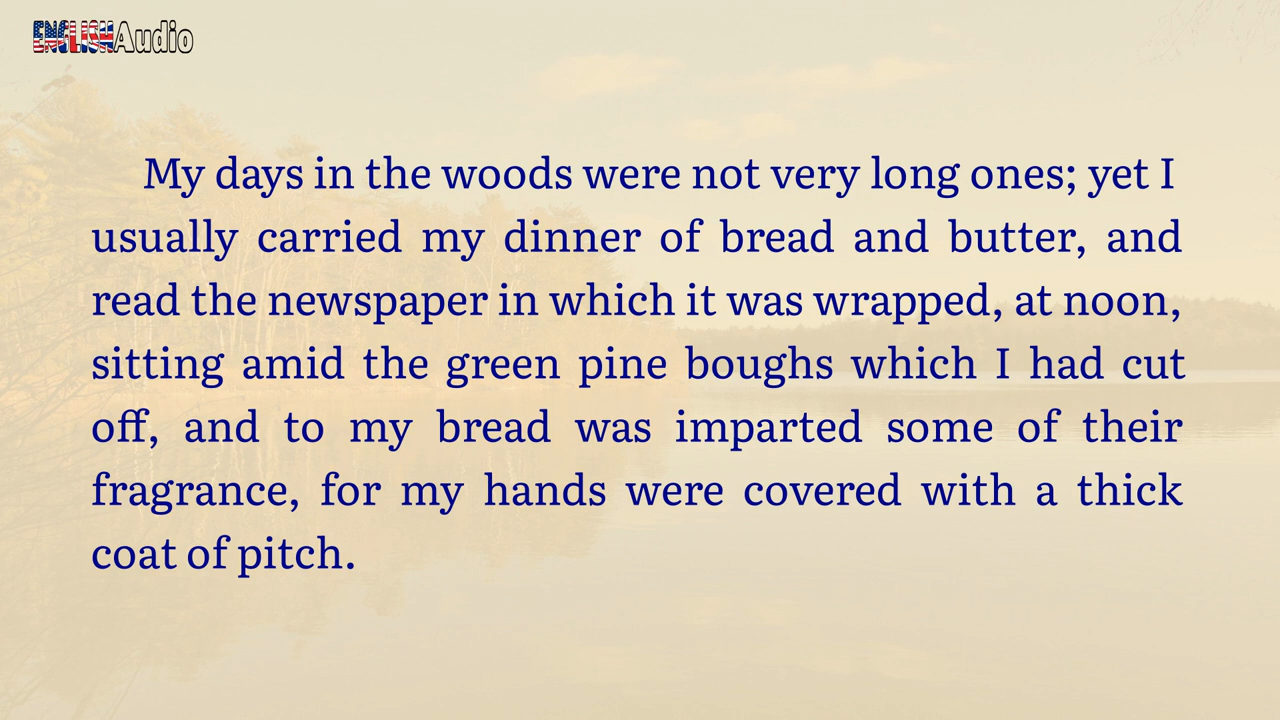 ENGLISHAudio
My days in the woods were not very long ones; yet I
usually carried my dinner of bread and butter, and
read the newspaper in which it was wrapped, at noon,
sitting amid the green pine boughs which I had cut
off, and to my bread was imparted some of their
fragrance, for my hands were covered with a thick
coat of pitch.